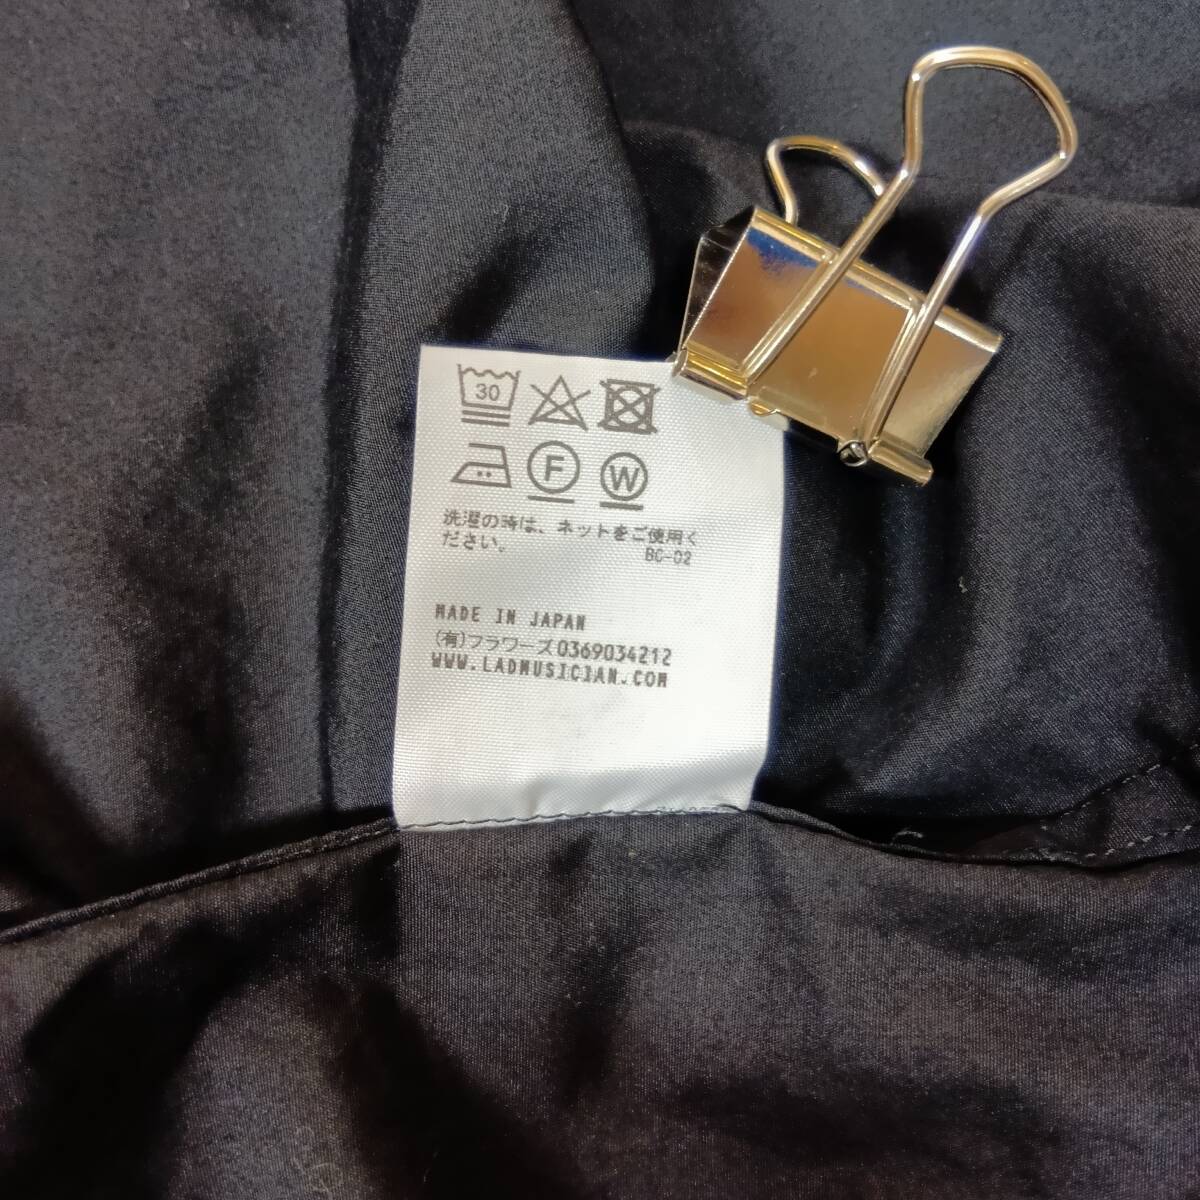 30
F W
洗濯の時は、ネットをご使用く
ださい。 BC-02
MADE IN JAPAN
(有)フラワーズ0369034212
WWW.LADMUSICIAN.COM